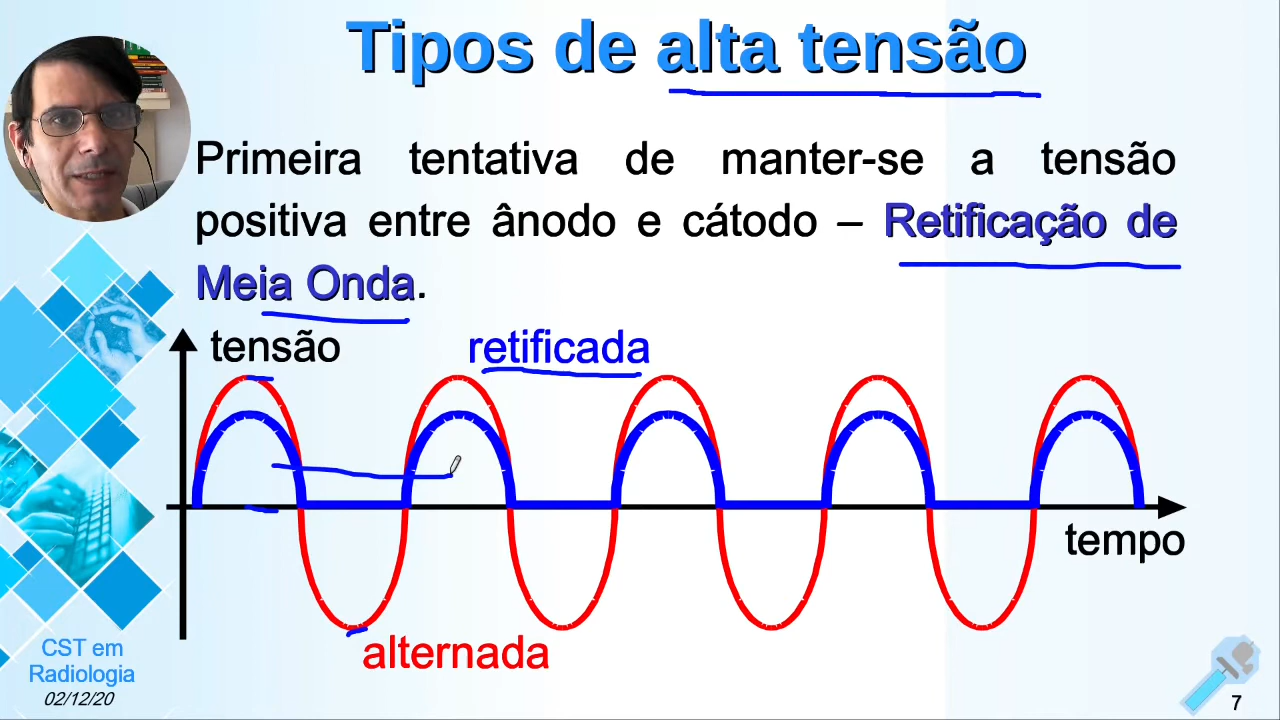 Tipos de alta tensão
Primeira tentativa de manter-se a tensão
positiva entre ânodo e cátodo – Retificação de
Meia Onda.
tensão
retificada
tempo
alternada
CST em
Radiologia
02/12/20
7